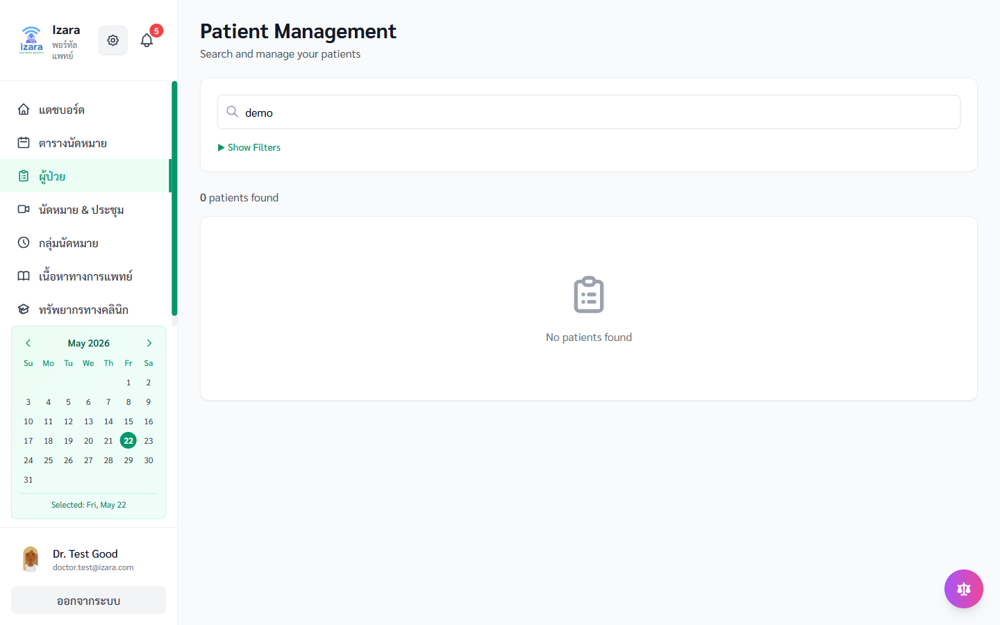 izara
Izara
พอร์ทัล
แพทย์
5
แดชบอร์ด
ตารางนัดหมาย
ผู้ป่วย
นัดหมาย & ประชุม
กลุ่มนัดหมาย
เนื้อหาทางการแพทย์
ทรัพยากรทางคลินิก
May 2026
Su Mo Tu We Th Fr Sa
1 2
3 4 5 6 7 8 9
10 11 12 13 14 15 16
17 18 19 20 21 22 23
24 25 26 27 28 29 30
31
Selected: Fri, May 22
Dr. Test Good
doctor.test@izara.com
ออกจากระบบ
Patient Management
Search and manage your patients
demo
▶ Show Filters
0 patients found
No patients found